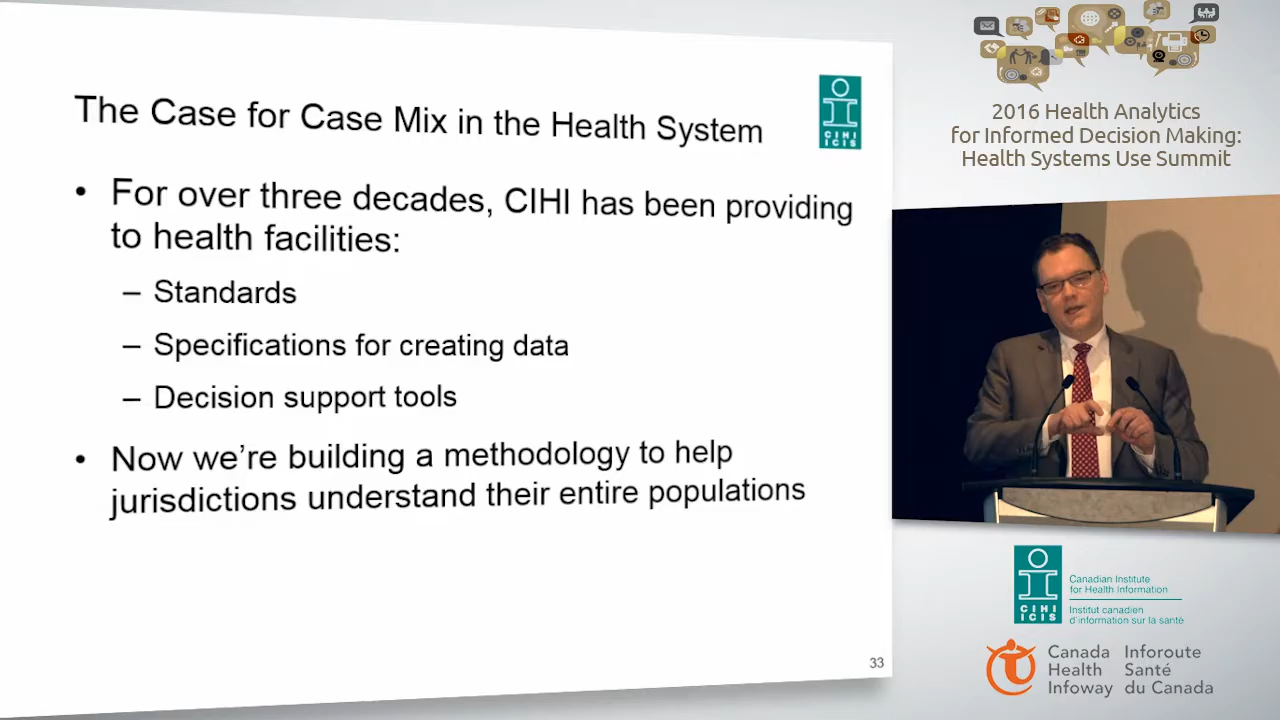 The Case for Case Mix in the Health System
CIHI
ICIS
• For over three decades, CIHI has been providing
to health facilities:
– Standards
– Specifications for creating data
– Decision support tools
• Now we’re building a methodology to help
jurisdictions understand their entire populations
33
2016 Health Analytics
for Informed Decision Making:
Health Systems Use Summit
CIHI
ICIS
Canadian Institute
for Health Information
Institut canadien
d’information sur la santé
Canada
Health
Infoway
Inforoute
Santé
du Canada